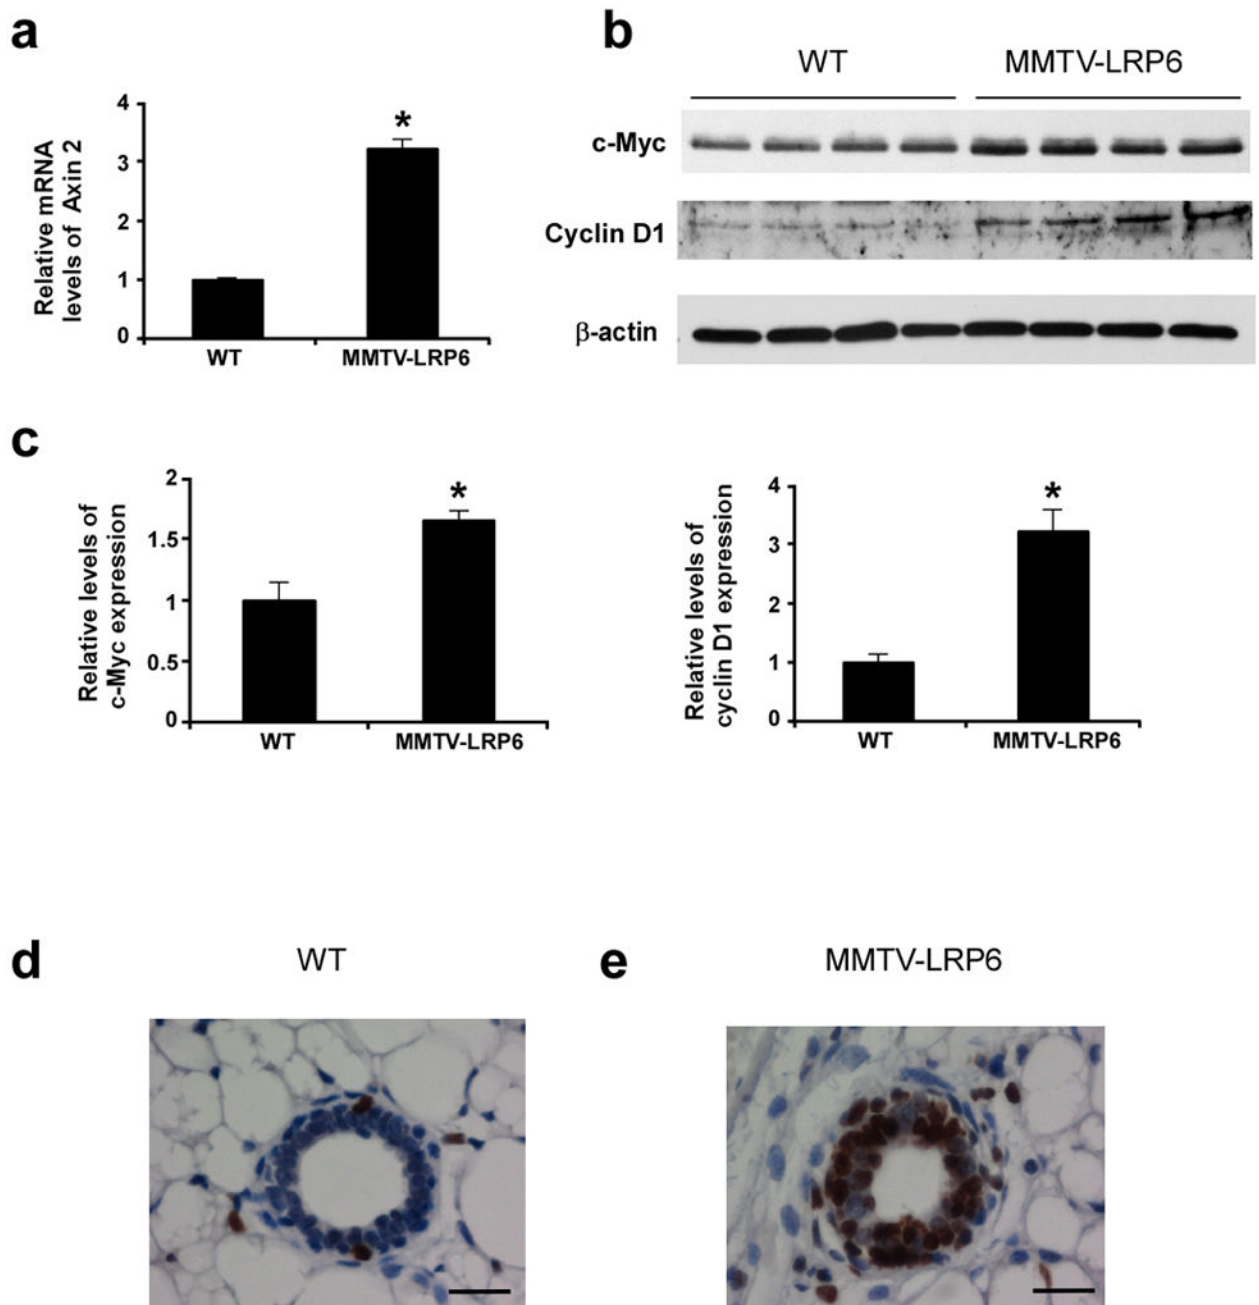 a
4
3
2
1
0
Relative mRNA
levels of Axin 2
*
WT
MMTV-LRP6
b
WT
MMTV-LRP6
c-Myc
Cyclin D1
β-actin
c
2
1.5
1
0.5
0
Relative levels of
c-Myc expression
*
WT
MMTV-LRP6
4
3
2
1
0
Relative levels of
cyclin D1 expression
*
WT
MMTV-LRP6
d
WT
e
MMTV-LRP6